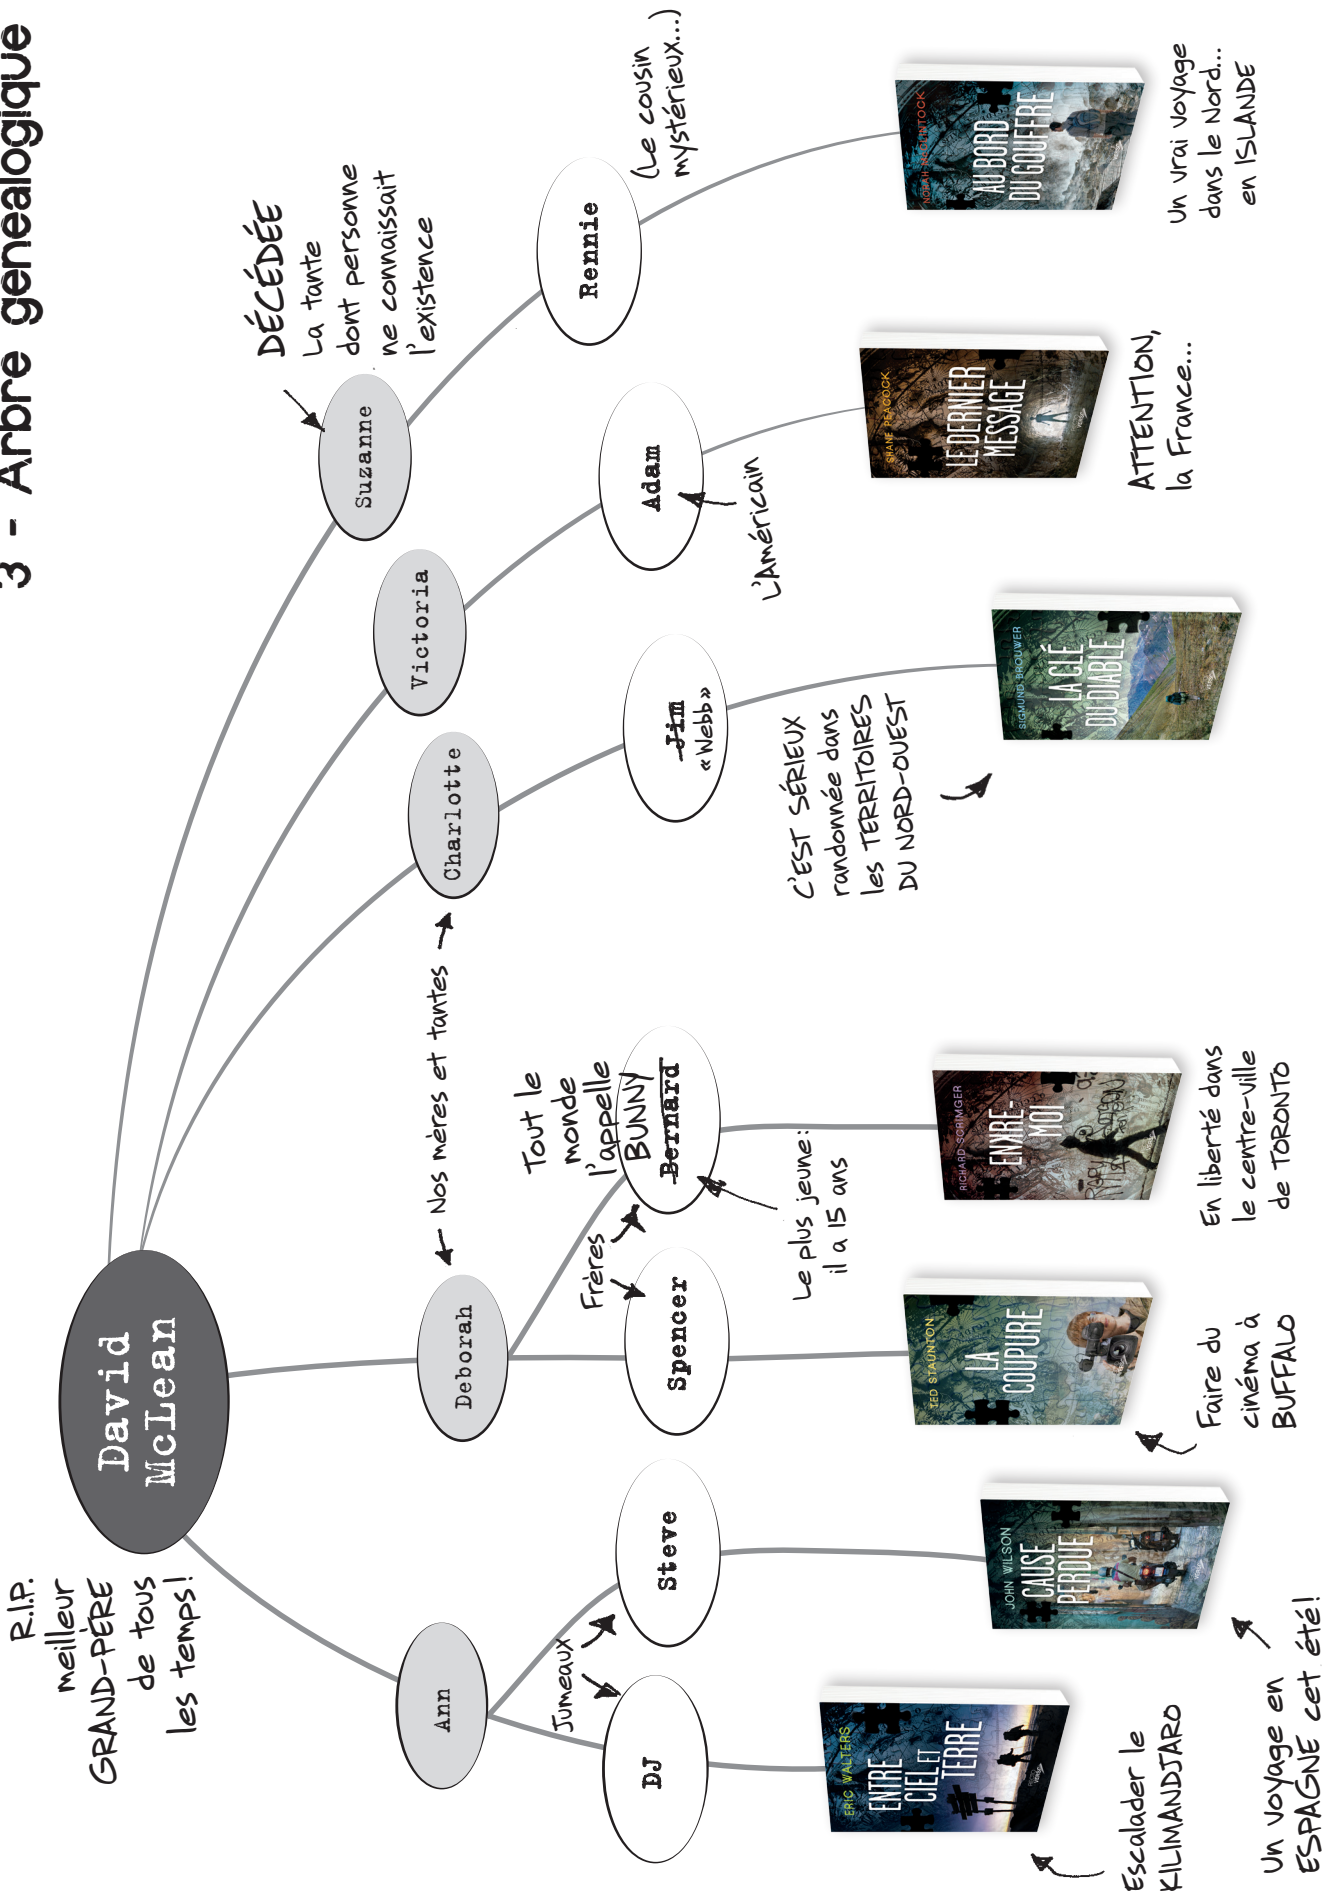 3 - Arbre généalogique
R.I.P.
meilleur
GRAND-PÈRE
de tous
les temps!
David
McLean
DÉCÉDÉE
La tante
dont personne
ne connaissait
l'existence
← Nos mères et tantes →
Ann
Deborah
Charlotte
Victoria
Suzanne
Jumeaux
Frères
Tout le
monde
l'appelle
BUNNY
DJ
Steve
Spencer
Bernard
Jim
«Webb»
Adam
Rennie
(Le cousin
mystérieux...)
L'Américain
Le plus jeune:
il a 15 ans
C'EST SÉRIEUX
randonnée dans
les TERRITOIRES
DU NORD-OUEST
ERIC WALTERS
ENTRE
CIEL ET
TERRE
JOHN WILSON
CAUSE
PERDUE
TED STAUNTON
LA
COUPURE
RICHARD SCRIMGER
ENKRE-
MOI
SIGMUND BROUWER
LA CLÉ
DU DIABLE
SHANE PEACOCK
LE DERNIER
MESSAGE
NORAH MCCLINTOCK
AU BORD
DU GOUFFRE
Escalader le
KILIMANDJARO
Un voyage en
ESPAGNE cet été!
Faire du
cinéma à
BUFFALO
En liberté dans
le centre-ville
de TORONTO
ATTENTION,
la France...
Un vrai voyage
dans le Nord...
en ISLANDE